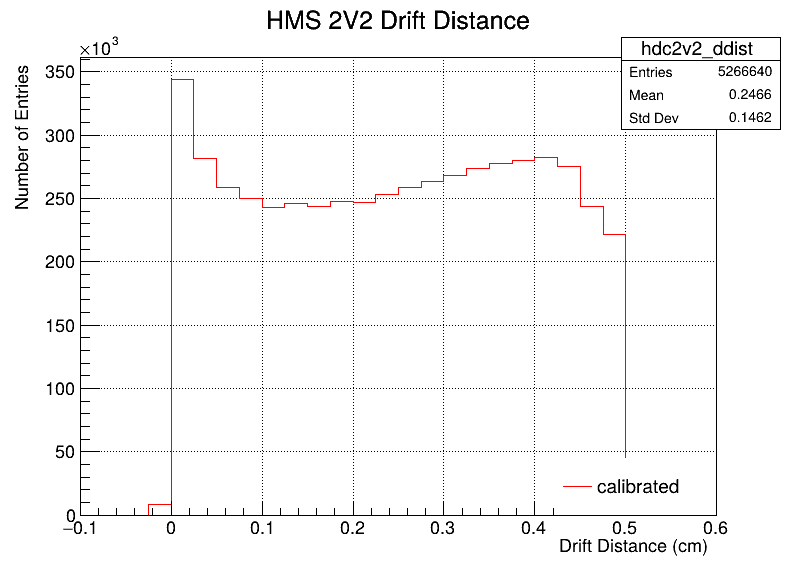 HMS 2V2 Drift Distance
×10³
hdc2v2_ddist
Entries 5266640
Mean 0.2466
Std Dev 0.1462
Number of Entries
350
300
250
200
150
100
50
0
calibrated
−0.1 0 0.1 0.2 0.3 0.4 0.5 0.6
Drift Distance (cm)